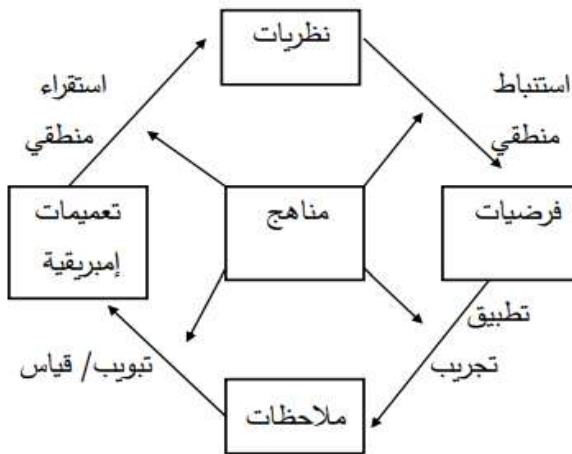 نظريات
استنباط
منطقي
استقراء
منطقي
فرضيات
مناهج
تعميمات
إمبريقية
تطبيق
تجريب
تبويب/ قياس
ملاحظات